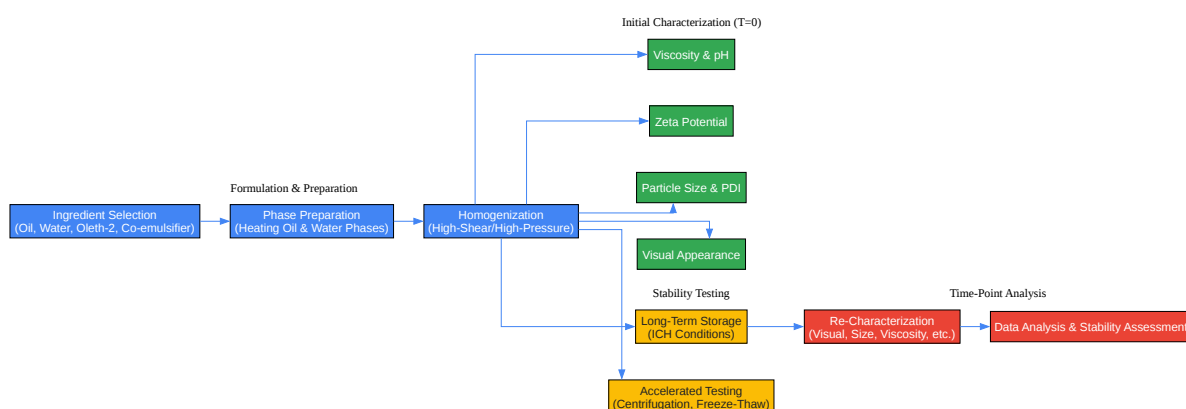 Initial Characterization (T=0)
Viscosity & pH
Zeta Potential
Formulation & Preparation
Particle Size & PDI
Ingredient Selection
(Oil, Water, Oleth-2, Co-emulsifier)
Phase Preparation
(Heating Oil & Water Phases)
Homogenization
(High-Shear/High-Pressure)
Visual Appearance
Stability Testing
Time-Point Analysis
Long-Term Storage
(ICH Conditions)
Re-Characterization
(Visual, Size, Viscosity, etc.)
Data Analysis & Stability Assessment
Accelerated Testing
(Centrifugation, Freeze-Thaw)